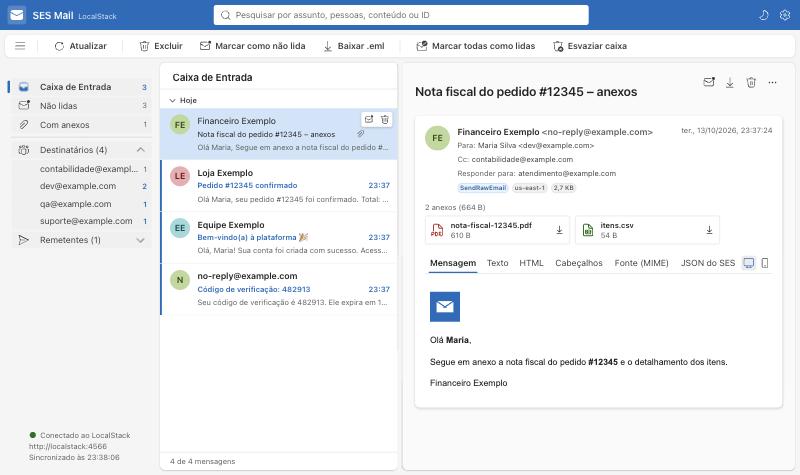 SES Mail LocalStack
Pesquisar por assunto, pessoas, conteúdo ou ID
Atualizar
Excluir
Marcar como não lida
Baixar .eml
Marcar todas como lidas
Esvaziar caixa
Caixa de Entrada 3
Não lidas 3
Com anexos 1
Destinatários (4)
contabilidade@exampl... 1
dev@example.com 2
qa@example.com 1
suporte@example.com 1
Remetentes (1)
Conectado ao LocalStack
http://localstack:4566
Sincronizado às 23:38:06
Caixa de Entrada
Hoje
FE
Financeiro Exemplo
Nota fiscal do pedido #12345 – anexos
Olá Maria, Segue em anexo a nota fiscal do pedido #...
LE
Loja Exemplo
Pedido #12345 confirmado 23:37
Olá Maria, seu pedido #12345 foi confirmado. Total: ...
EE
Equipe Exemplo
Bem-vindo(a) à plataforma 🎉 23:37
Olá, Maria! Sua conta foi criada com sucesso. Acess...
N
no-reply@example.com
Código de verificação: 482913 23:37
Seu código de verificação é 482913. Ele expira em 1...
4 de 4 mensagens
Nota fiscal do pedido #12345 – anexos
FE
Financeiro Exemplo <no-reply@example.com> ter., 13/10/2026, 23:37:24
Para: Maria Silva <dev@example.com>
Cc: contabilidade@example.com
Responder para: atendimento@example.com
SendRawEmail us-east-1 2,7 KB
2 anexos (664 B)
PDF
nota-fiscal-12345.pdf
610 B
itens.csv
54 B
Mensagem Texto HTML Cabeçalhos Fonte (MIME) JSON do SES
Olá Maria,
Segue em anexo a nota fiscal do pedido #12345 e o detalhamento dos itens.
Financeiro Exemplo